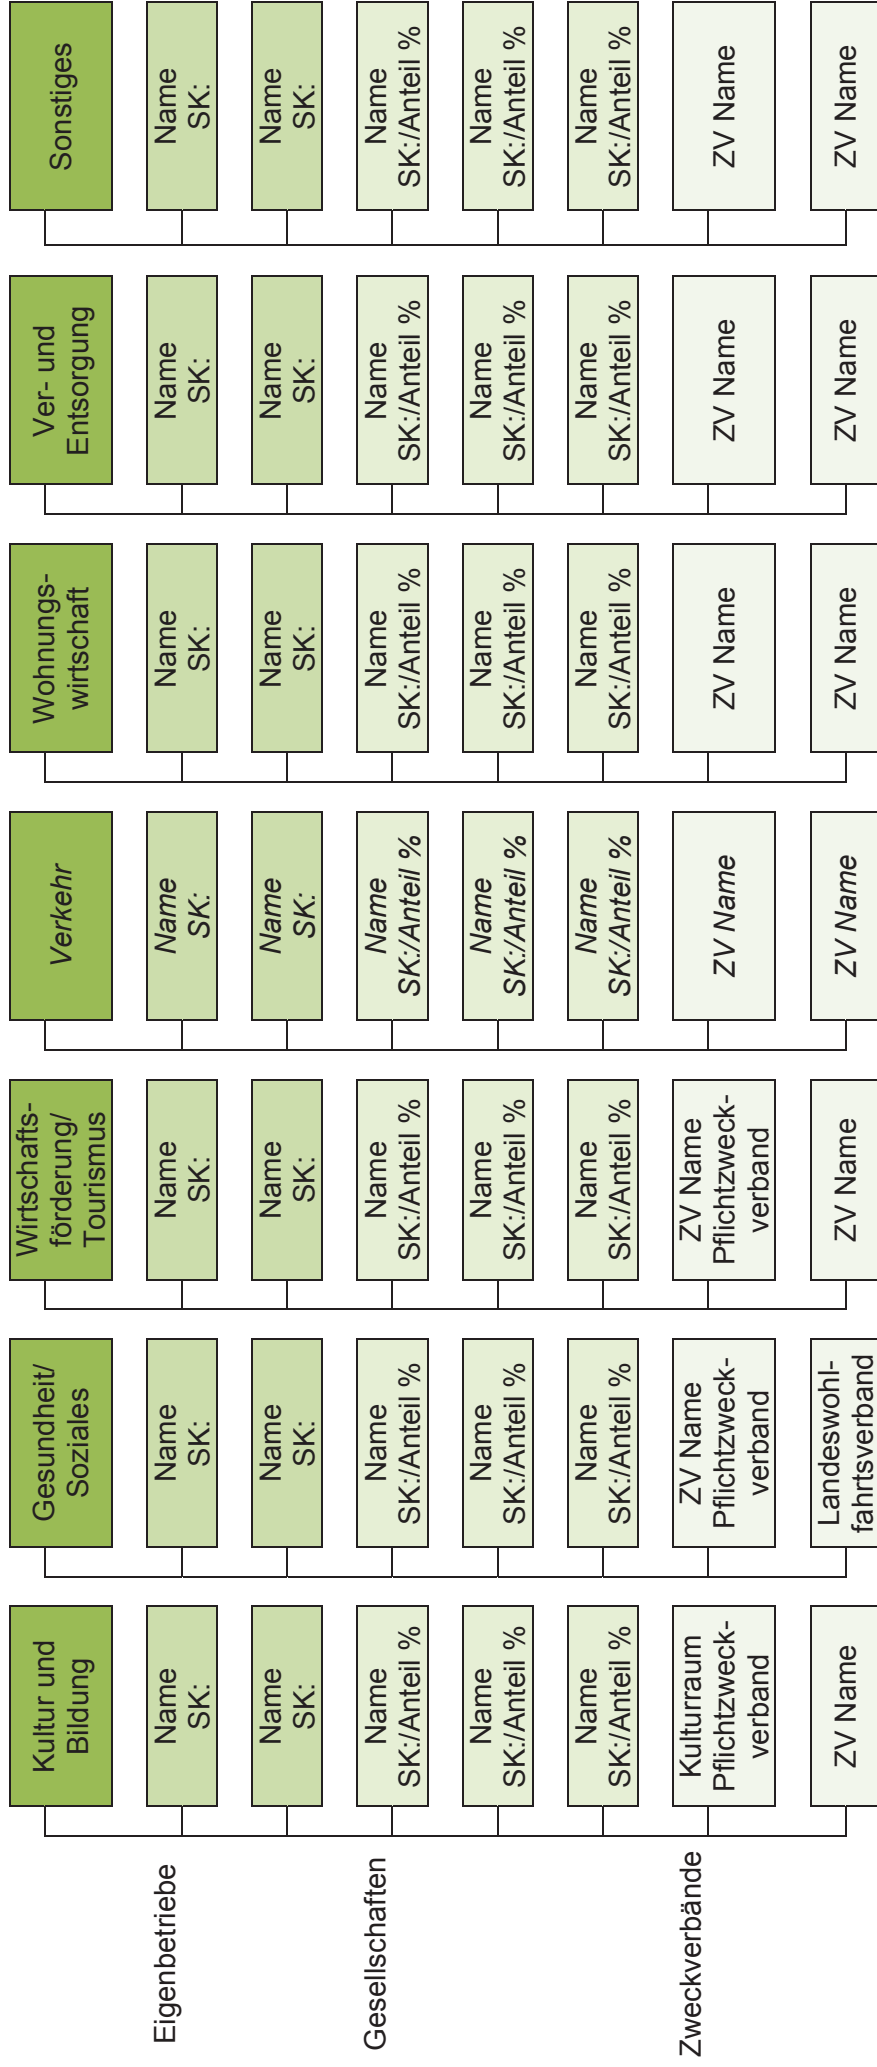 Kultur und
Bildung
Gesundheit/
Soziales
Wirtschafts-
förderung/
Tourismus
Verkehr
Wohnungs-
wirtschaft
Ver- und
Entsorgung
Sonstiges
Eigenbetriebe
Name
SK:
Name
SK:
Name
SK:
Name
SK:
Name
SK:
Name
SK:
Name
SK:
Name
SK:
Name
SK:
Name
SK:
Name
SK:
Name
SK:
Name
SK:
Name
SK:
Gesellschaften
Name
SK:/Anteil %
Name
SK:/Anteil %
Name
SK:/Anteil %
Name
SK:/Anteil %
Name
SK:/Anteil %
Name
SK:/Anteil %
Name
SK:/Anteil %
Name
SK:/Anteil %
Name
SK:/Anteil %
Name
SK:/Anteil %
Name
SK:/Anteil %
Name
SK:/Anteil %
Name
SK:/Anteil %
Name
SK:/Anteil %
Name
SK:/Anteil %
Name
SK:/Anteil %
Name
SK:/Anteil %
Name
SK:/Anteil %
Name
SK:/Anteil %
Name
SK:/Anteil %
Name
SK:/Anteil %
Zweckverbände
Kulturraum
Pflichtzweck-
verband
ZV Name
Pflichtzweck-
verband
ZV Name
Pflichtzweck-
verband
ZV Name
ZV Name
ZV Name
ZV Name
ZV Name
Landeswohl-
fahrtsverband
ZV Name
ZV Name
ZV Name
ZV Name
ZV Name